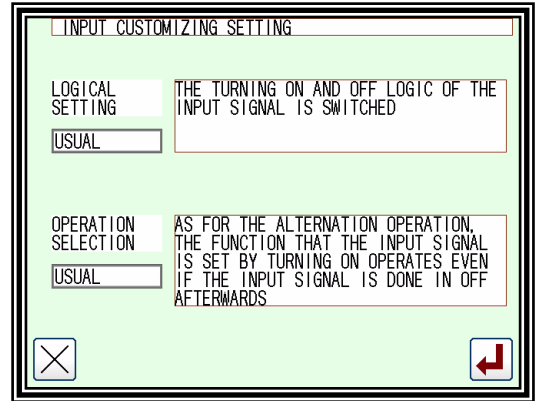 INPUT CUSTOMIZING SETTING
LOGICAL
SETTING
USUAL
THE TURNING ON AND OFF LOGIC OF THE
INPUT SIGNAL IS SWITCHED
OPERATION
SELECTION
USUAL
AS FOR THE ALTERNATION OPERATION,
THE FUNCTION THAT THE INPUT SIGNAL
IS SET BY TURNING ON OPERATES EVEN
IF THE INPUT SIGNAL IS DONE IN OFF
AFTERWARDS